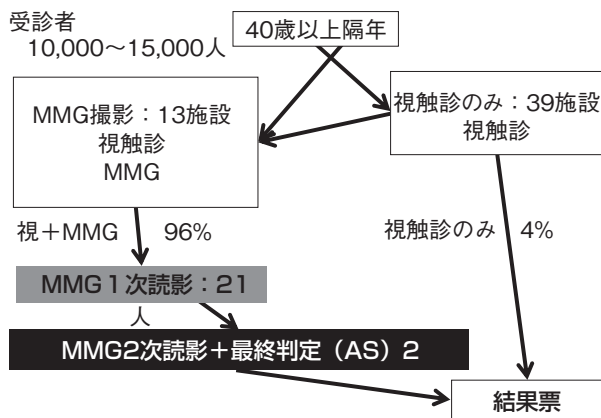 受診者
10,000〜15,000人
40歳以上隔年
MMG撮影：13施設
視触診
MMG
視触診のみ：39施設
視触診
視＋MMG 96%
視触診のみ 4%
MMG１次読影：21
人
MMG2次読影＋最終判定（AS）2
結果票